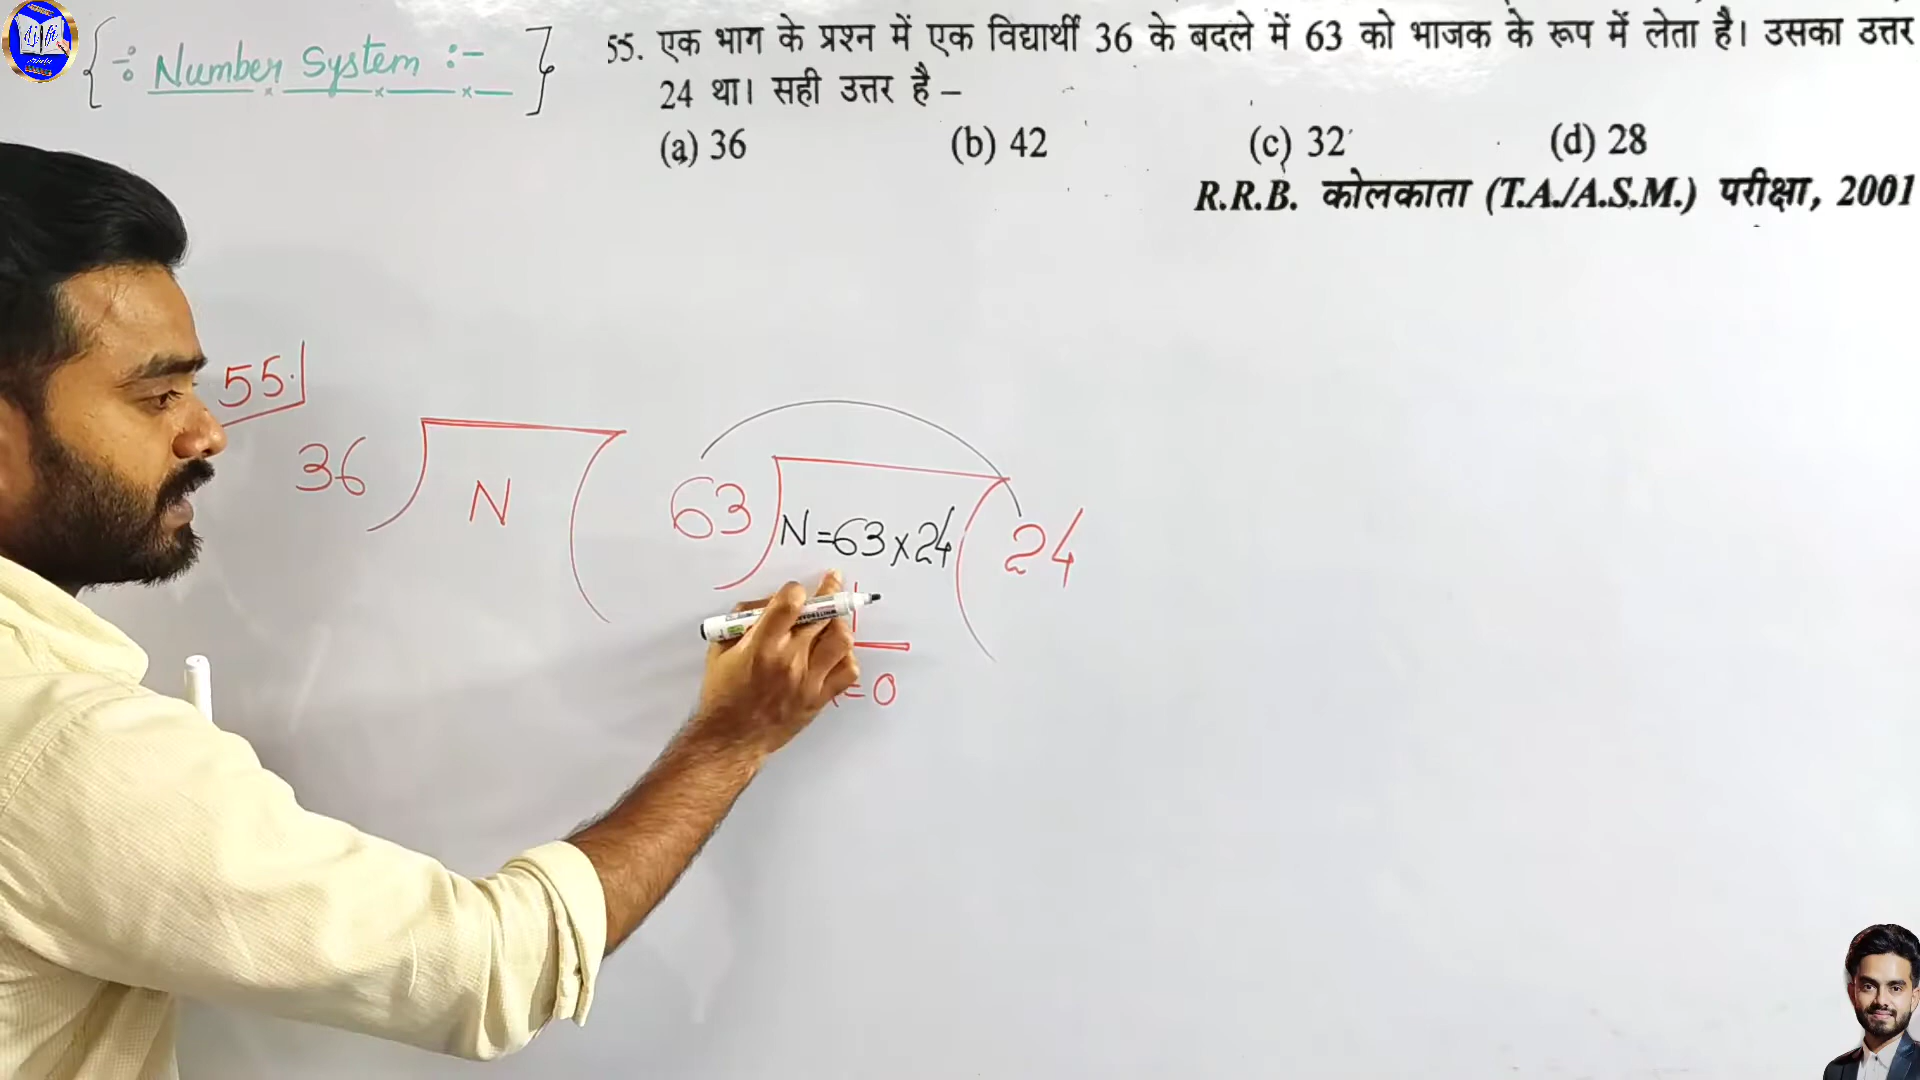 { ÷ Number System :- }
55. एक भाग के प्रश्न में एक विद्यार्थी 36 के बदले में 63 को भाजक के रूप में लेता है। उसका उत्तर
24 था। सही उत्तर है –
(a) 36 (b) 42 (c) 32 (d) 28
R.R.B. कोलकाता (T.A./A.S.M.) परीक्षा, 2001
55.
36 N
63 N=63×24 24
=0